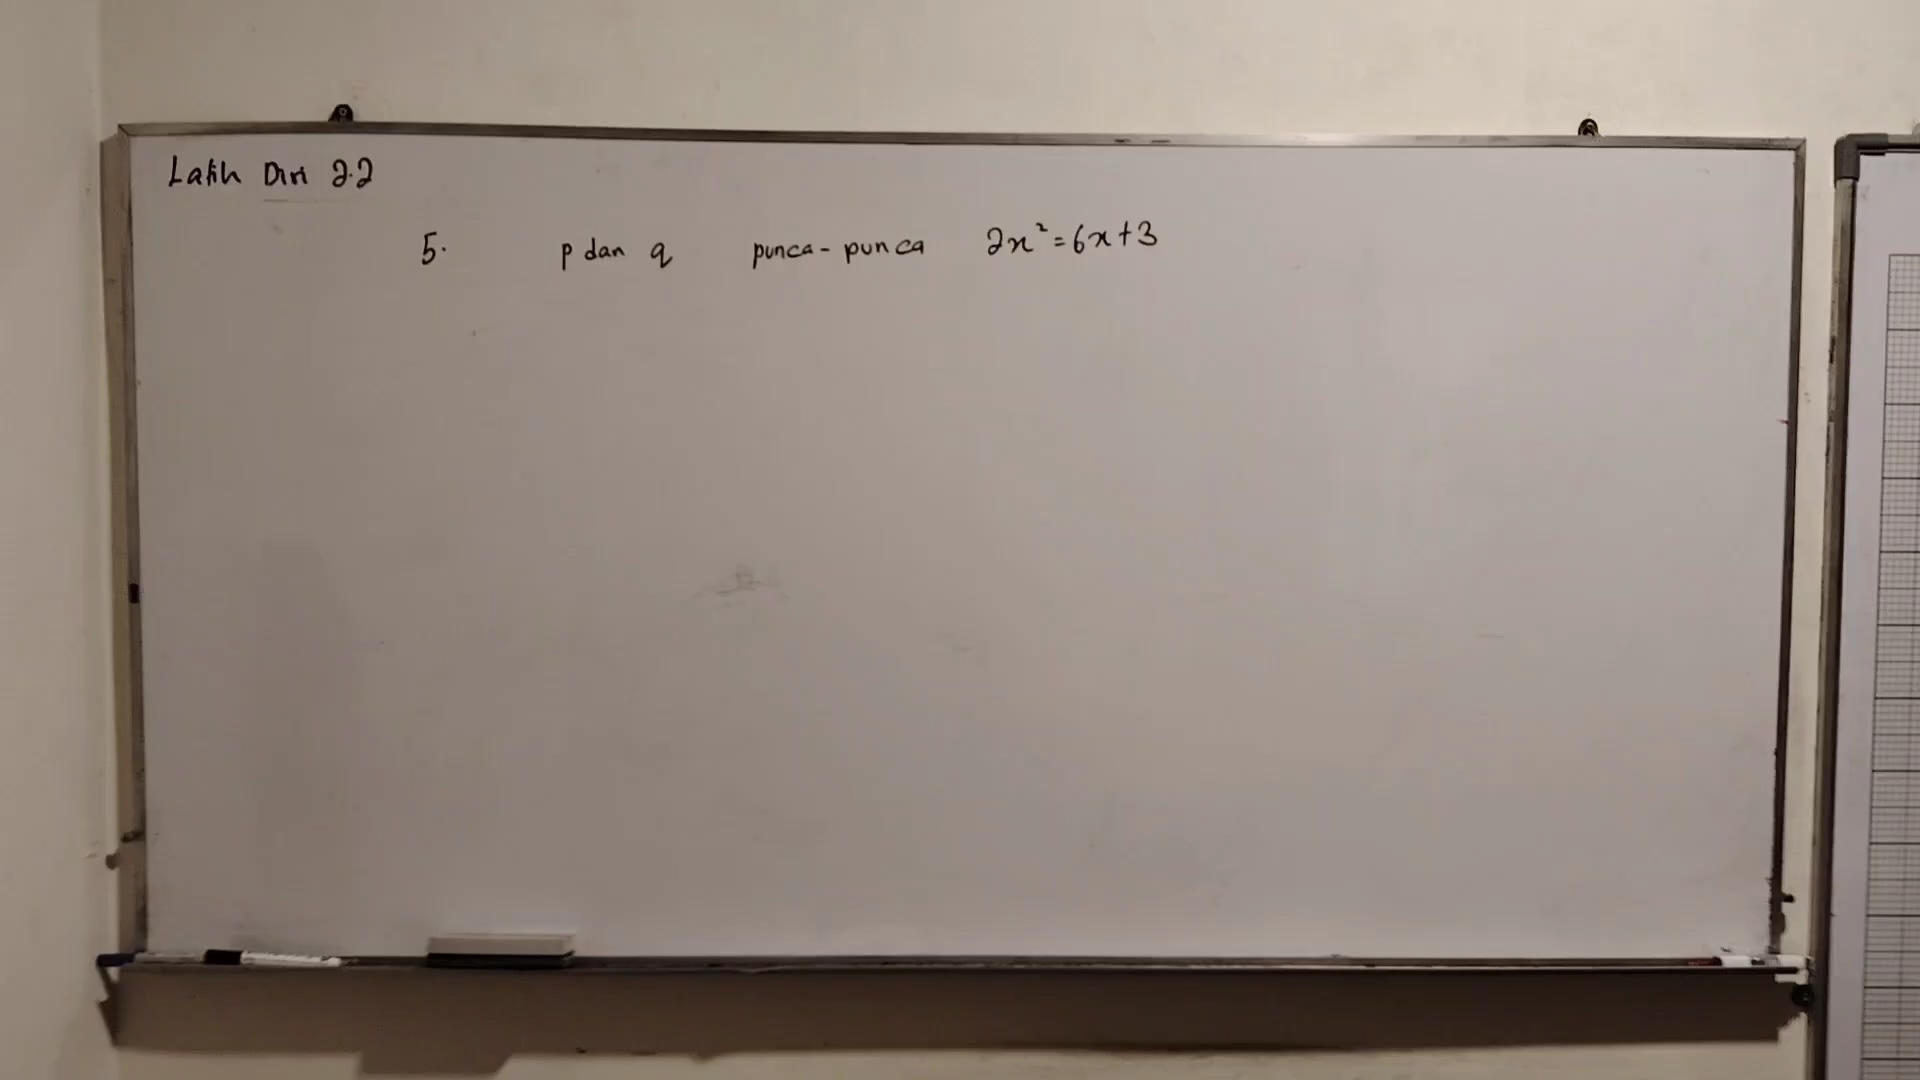 Latih Diri 2.2
5. p dan q punca-punca 2x² = 6x + 3